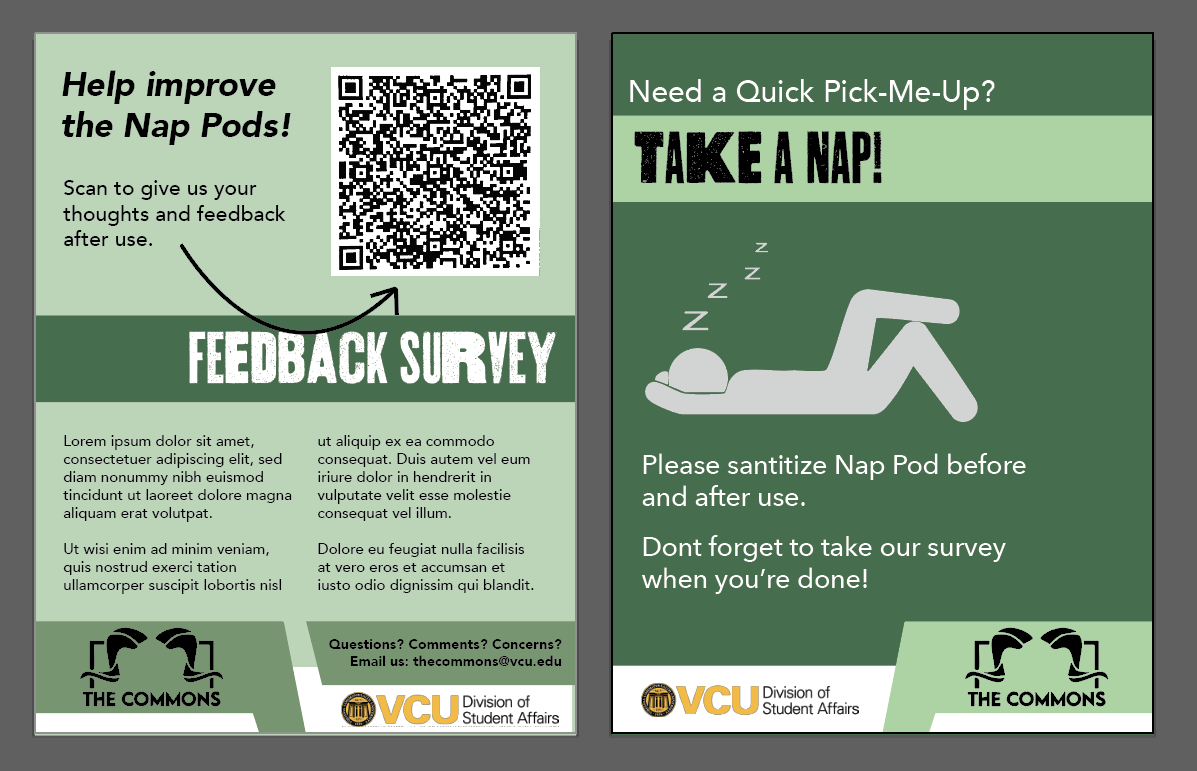 Help improve
the Nap Pods!
Scan to give us your
thoughts and feedback
after use.
FEEDBACK SURVEY
Lorem ipsum dolor sit amet,
consectetuer adipiscing elit, sed
diam nonummy nibh euismod
tincidunt ut laoreet dolore magna
aliquam erat volutpat.
Ut wisi enim ad minim veniam,
quis nostrud exerci tation
ullamcorper suscipit lobortis nisl
ut aliquip ex ea commodo
consequat. Duis autem vel eum
iriure dolor in hendrerit in
vulputate velit esse molestie
consequat vel illum.
Dolore eu feugiat nulla facilisis
at vero eros et accumsan et
iusto odio dignissim qui blandit.
THE COMMONS
Questions? Comments? Concerns?
Email us: thecommons@vcu.edu
VCU Division of
Student Affairs
Need a Quick Pick-Me-Up?
TAKE A NAP!
z
z
z
z
Please santitize Nap Pod before
and after use.
Dont forget to take our survey
when you're done!
VCU Division of
Student Affairs
THE COMMONS